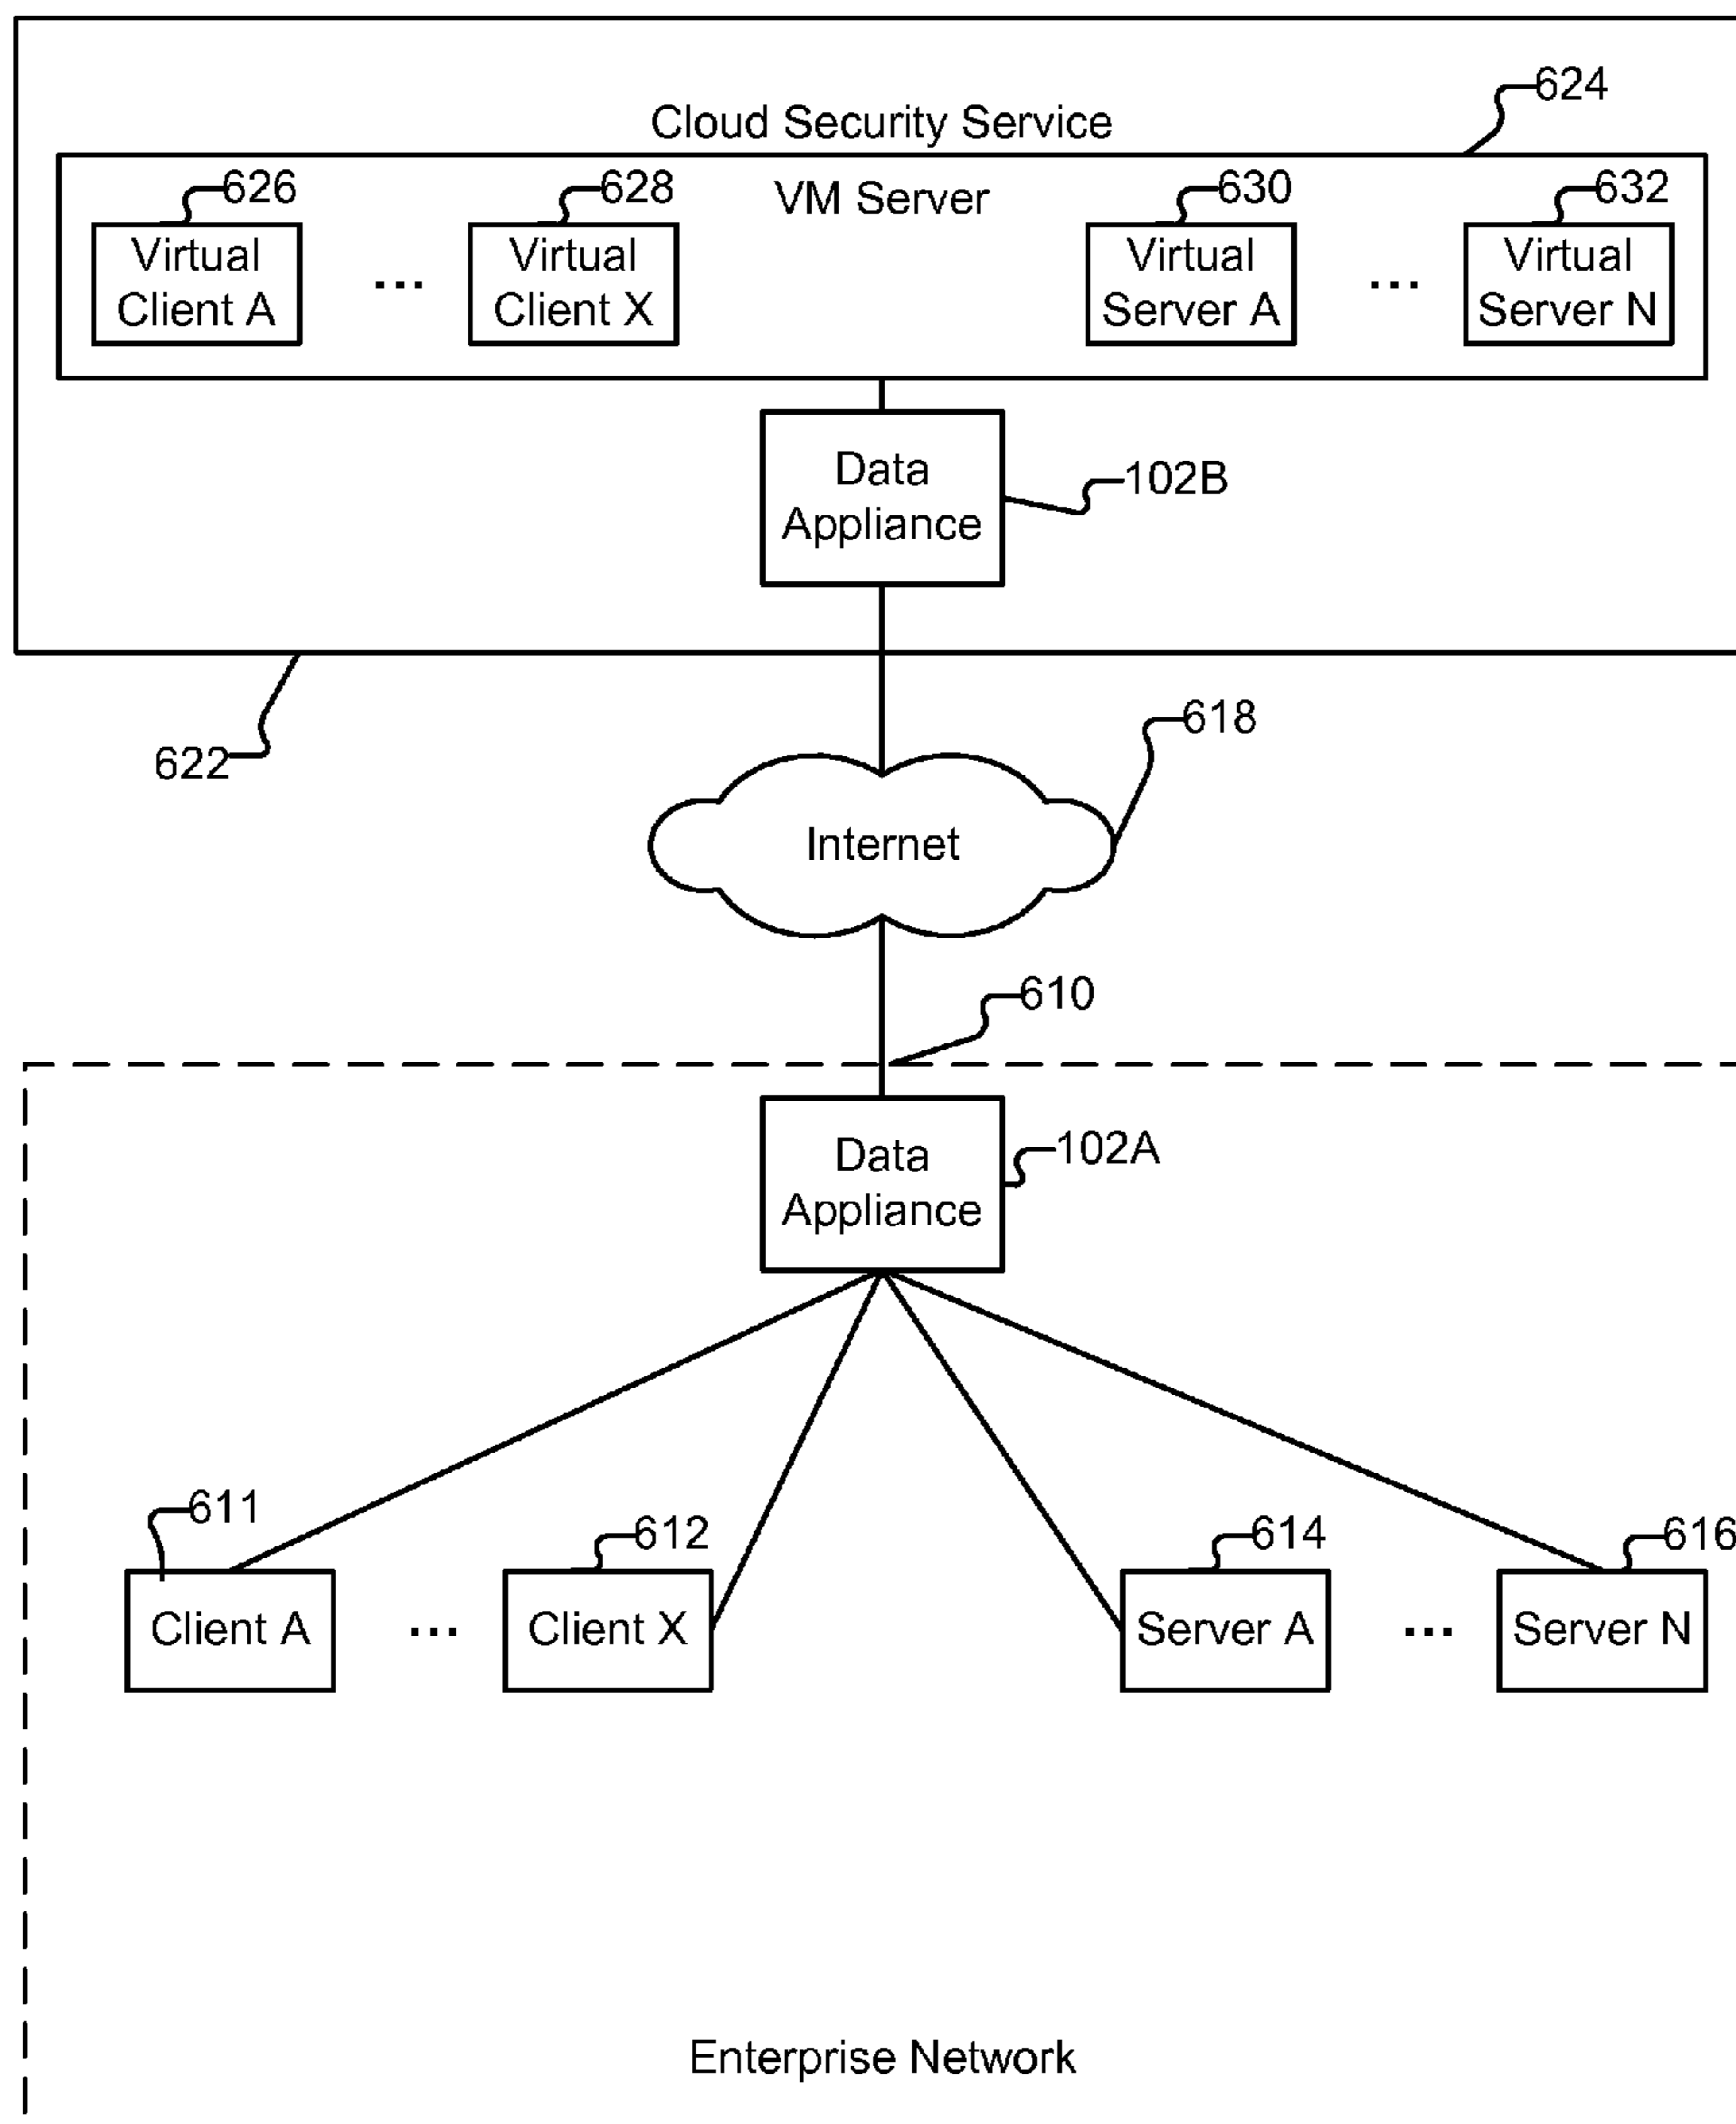 624
Cloud Security Service
626
628
VM Server
630
632
Virtual
Client A
...
Virtual
Client X
Virtual
Server A
...
Virtual
Server N
Data
Appliance
102B
622
618
Internet
610
Data
Appliance
102A
611
612
614
616
Client A
...
Client X
Server A
...
Server N
Enterprise Network